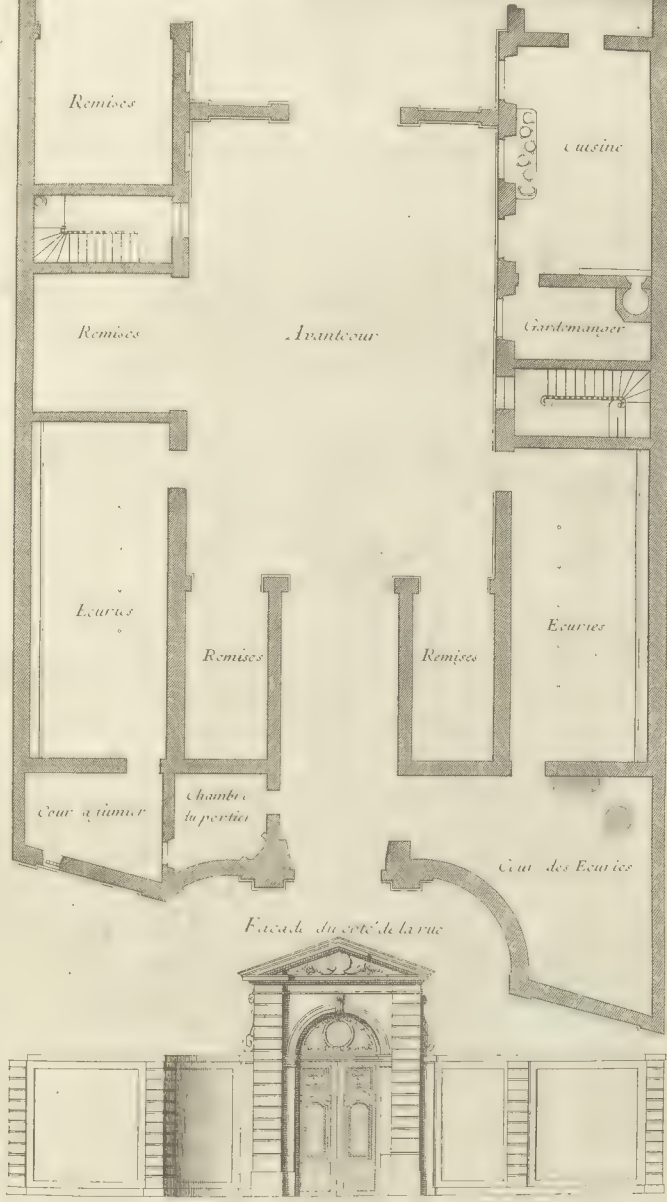 Remises
Cuisine
Remises
Avantcour
Gardemanger
Ecuries
Ecuries
Remises
Remises
Chambre
du portier
Cour a fumier
Cour des Ecuries
Facade du coté de la rue